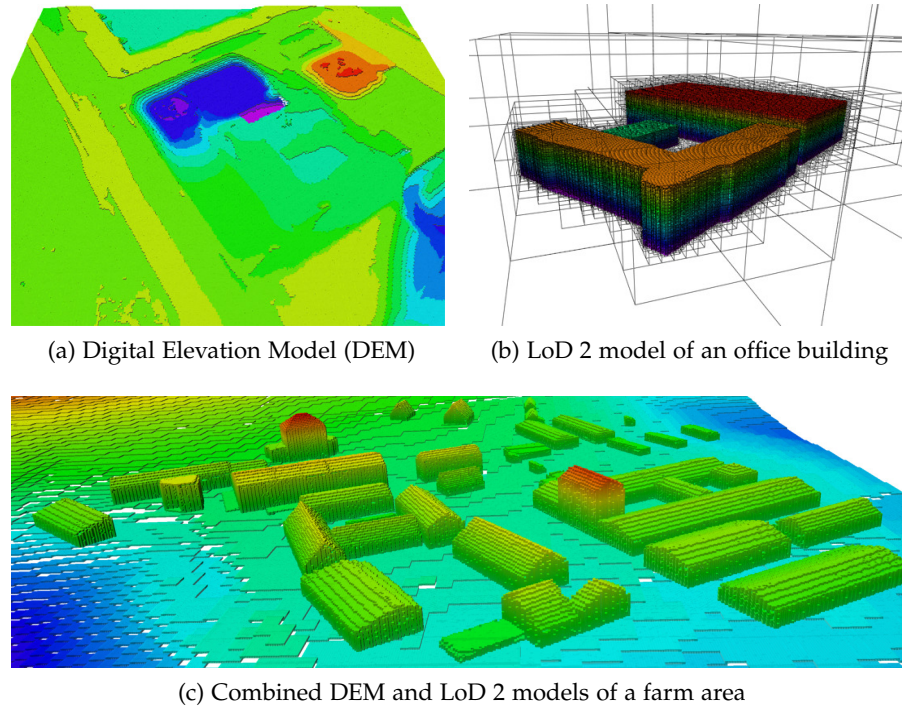 (a) Digital Elevation Model (DEM)
(b) LoD 2 model of an office building
(c) Combined DEM and LoD 2 models of a farm area